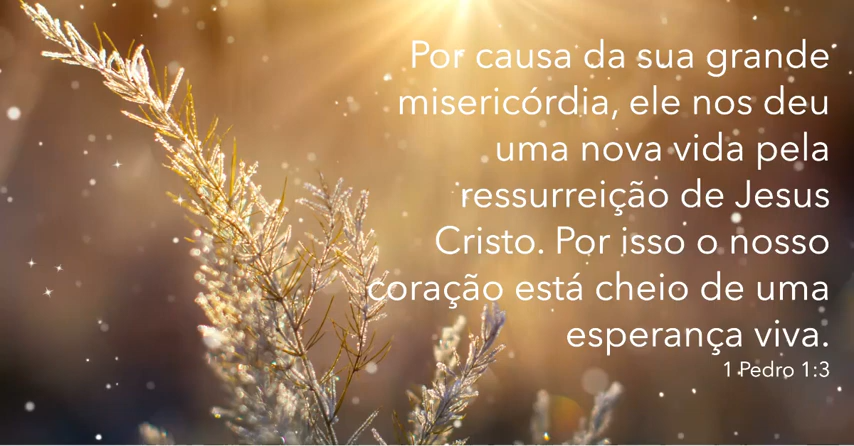 Por causa da sua grande
misericórdia, ele nos deu
uma nova vida pela
ressurreição de Jesus
Cristo. Por isso o nosso
coração está cheio de uma
esperança viva.
1 Pedro 1:3